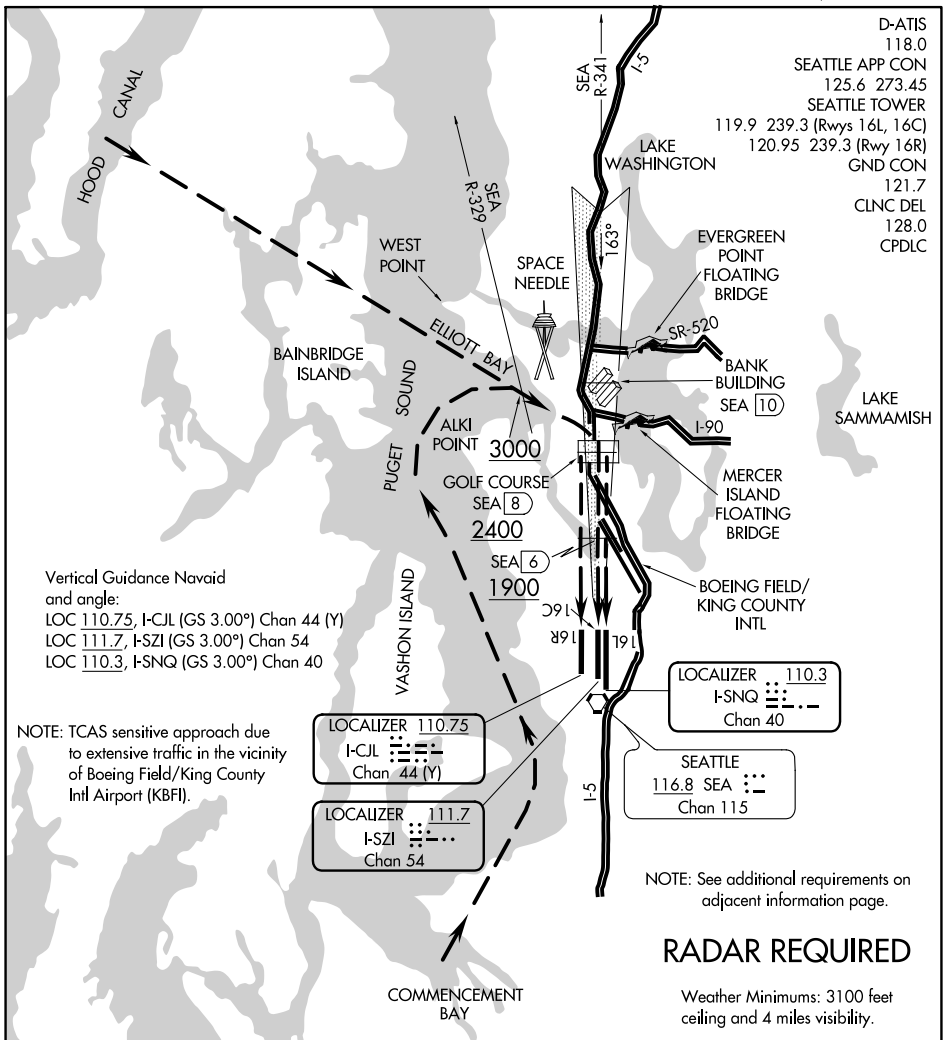 D-ATIS
118.0
SEATTLE APP CON
125.6 273.45
SEATTLE TOWER
119.9 239.3 (Rwys 16L, 16C)
120.95 239.3 (Rwy 16R)
GND CON
121.7
CLNC DEL
128.0
CPDLC
HOOD CANAL
SEA
R-341
I-5
LAKE
WASHINGTON
SEA
R-329
163°
WEST
POINT
SPACE
NEEDLE
EVERGREEN
POINT
FLOATING
BRIDGE
SR-520
ELLIOTT BAY
BAINBRIDGE
ISLAND
BANK
BUILDING
SEA 10
LAKE
SAMMAMISH
PUGET SOUND
ALKI
POINT
3000
I-90
GOLF COURSE
SEA 8
2400
MERCER
ISLAND
FLOATING
BRIDGE
SEA 6
1900
BOEING FIELD/
KING COUNTY
INTL
Vertical Guidance Navaid
and angle:
LOC 110.75, I-CJL (GS 3.00°) Chan 44 (Y)
LOC 111.7, I-SZI (GS 3.00°) Chan 54
LOC 110.3, I-SNQ (GS 3.00°) Chan 40
16R
16C
16L
VASHON ISLAND
NOTE: TCAS sensitive approach due
to extensive traffic in the vicinity
of Boeing Field/King County
Intl Airport (KBFI).
LOCALIZER 110.3
I-SNQ
Chan 40
LOCALIZER 110.75
I-CJL
Chan 44 (Y)
SEATTLE
116.8 SEA
Chan 115
LOCALIZER 111.7
I-SZI
Chan 54
I-5
NOTE: See additional requirements on
adjacent information page.
RADAR REQUIRED
COMMENCEMENT
BAY
Weather Minimums: 3100 feet
ceiling and 4 miles visibility.